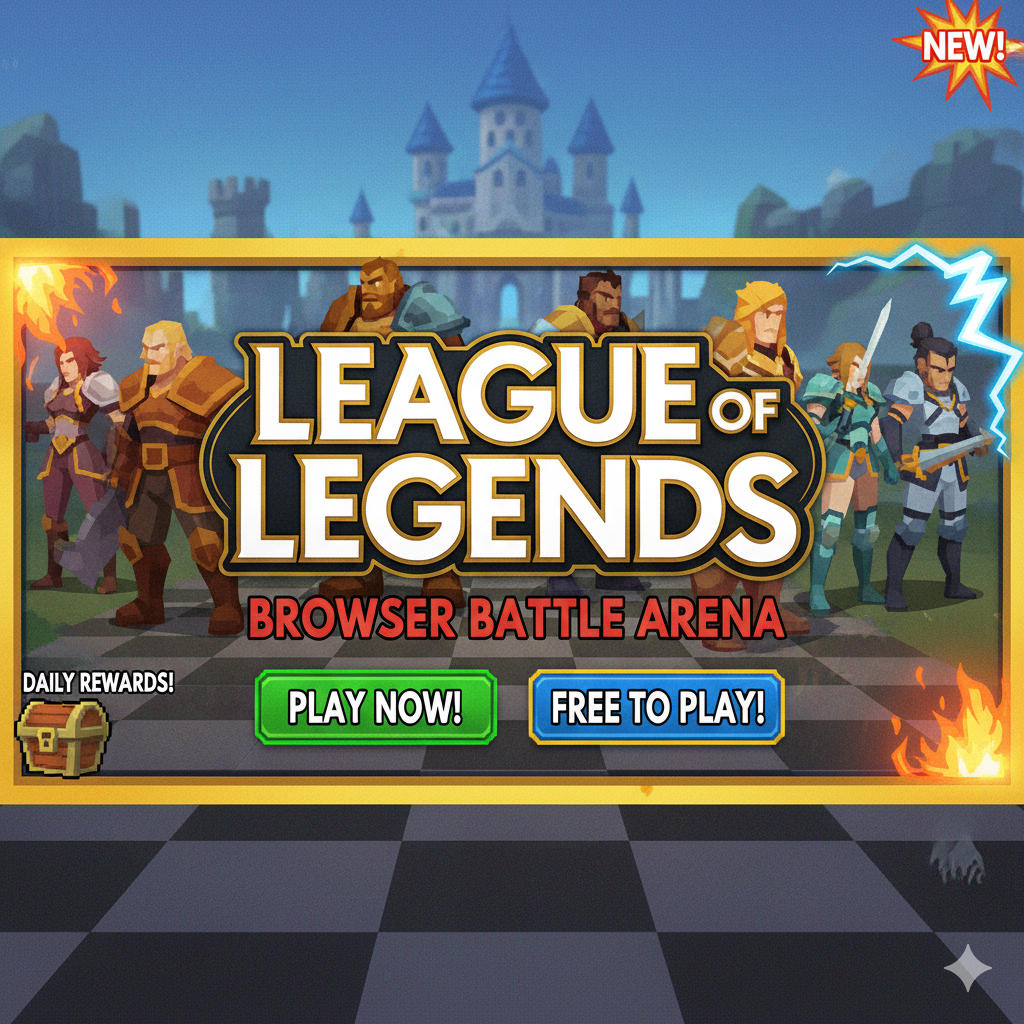 NEW!
LEAGUE OF
LEGENDS
BROWSER BATTLE ARENA
DAILY REWARDS!
PLAY NOW!
FREE TO PLAY!